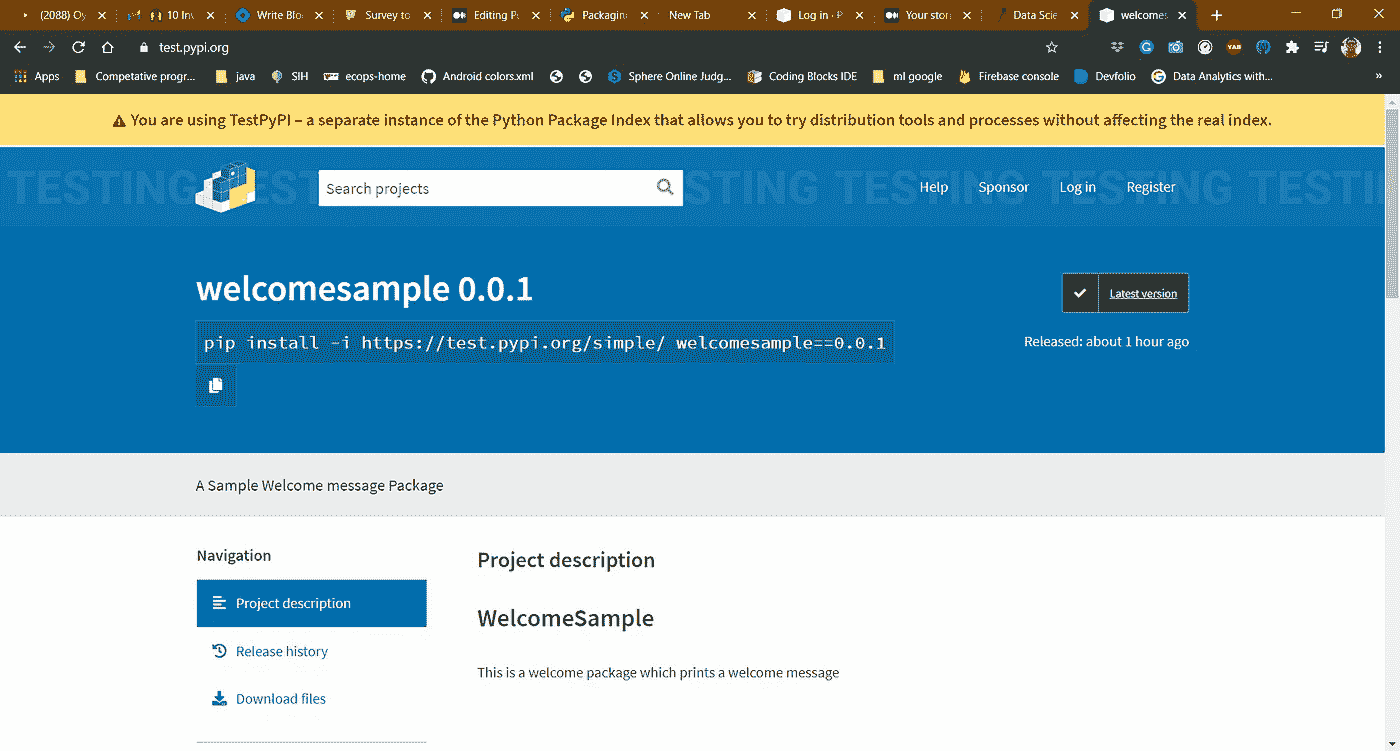 (2088) Oy
10 Inv
Write Blo
Survey to
Editing Pu
Packaging
New Tab
Log in · P
Your stor
Data Scie
welcomes
test.pypi.org
Apps
Competative progr...
java
SIH
ecops-home
Android colors.xml
Sphere Online Judg...
Coding Blocks IDE
ml google
Firebase console
Devfolio
Data Analytics with...
»
You are using TestPyPI – a separate instance of the Python Package Index that allows you to try distribution tools and processes without affecting the real index.
TESTING TESTING TESTING TESTING
Search projects
Help
Sponsor
Log in
Register
welcomesample 0.0.1
Latest version
pip install -i https://test.pypi.org/simple/ welcomesample==0.0.1
Released: about 1 hour ago
A Sample Welcome message Package
Navigation
Project description
Release history
Download files
Project description
WelcomeSample
This is a welcome package which prints a welcome message